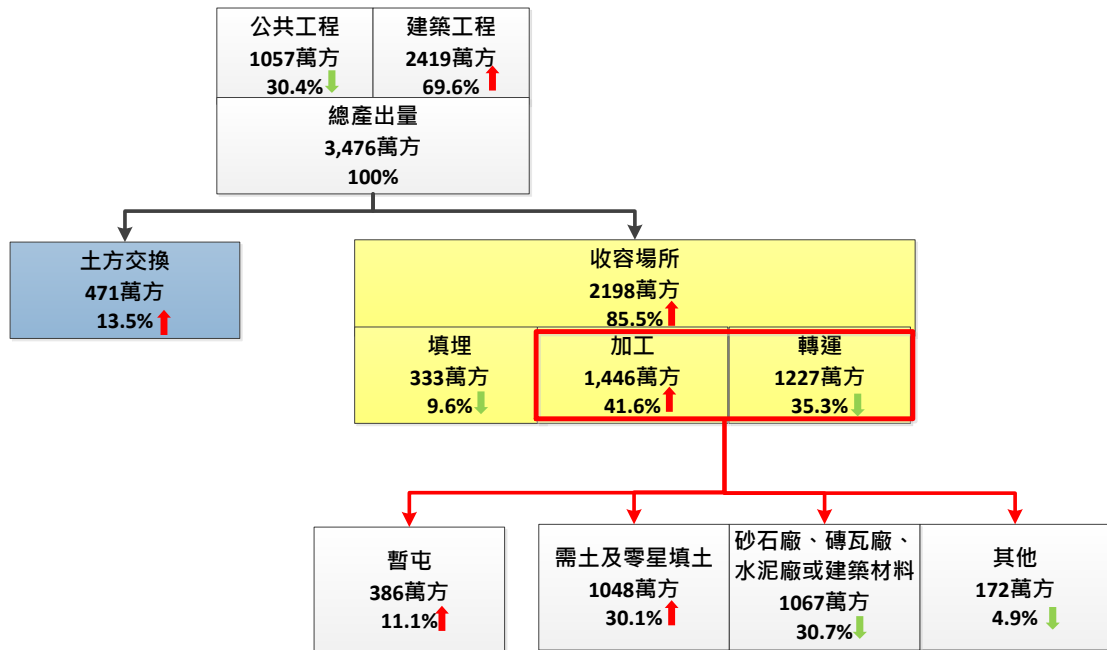 公共工程
1057萬方
30.4%
建築工程
2419萬方
69.6%
總產出量
3,476萬方
100%
土方交換
471萬方
13.5%
收容場所
2198萬方
85.5%
填埋
333萬方
9.6%
加工
1,446萬方
41.6%
轉運
1227萬方
35.3%
暫屯
386萬方
11.1%
需土及零星填土
1048萬方
30.1%
砂石廠、磚瓦廠、
水泥廠或建築材料
1067萬方
30.7%
其他
172萬方
4.9%